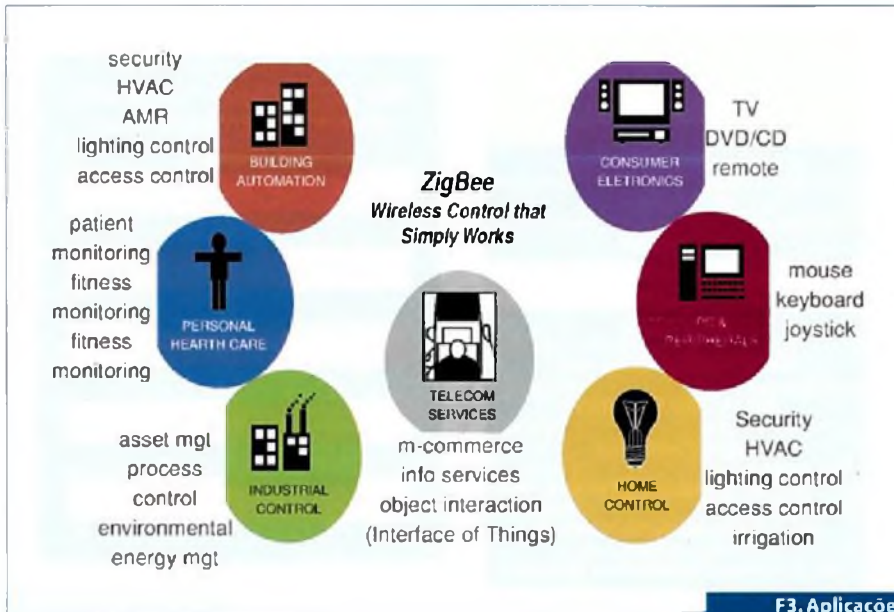 security
HVAC
AMR
lighting control
access control
BUILDING
AUTOMATION
patient
monitoring
fitness
monitoring
fitness
monitoring
PERSONAL
HEARTH CARE
asset mgt
process
control
environmental
energy mgt
INDUSTRIAL
CONTROL
ZigBee
Wireless Control that
Simply Works
TELECOM
SERVICES
m-commerce
info services
object interaction
(Interface of Things)
CONSUMER
ELETRONICS
TV
DVD/CD
remote
PC &
PERIPHERALS
mouse
keyboard
joystick
HOME
CONTROL
Security
HVAC
lighting control
access control
irrigation
F3. Aplicaçõe